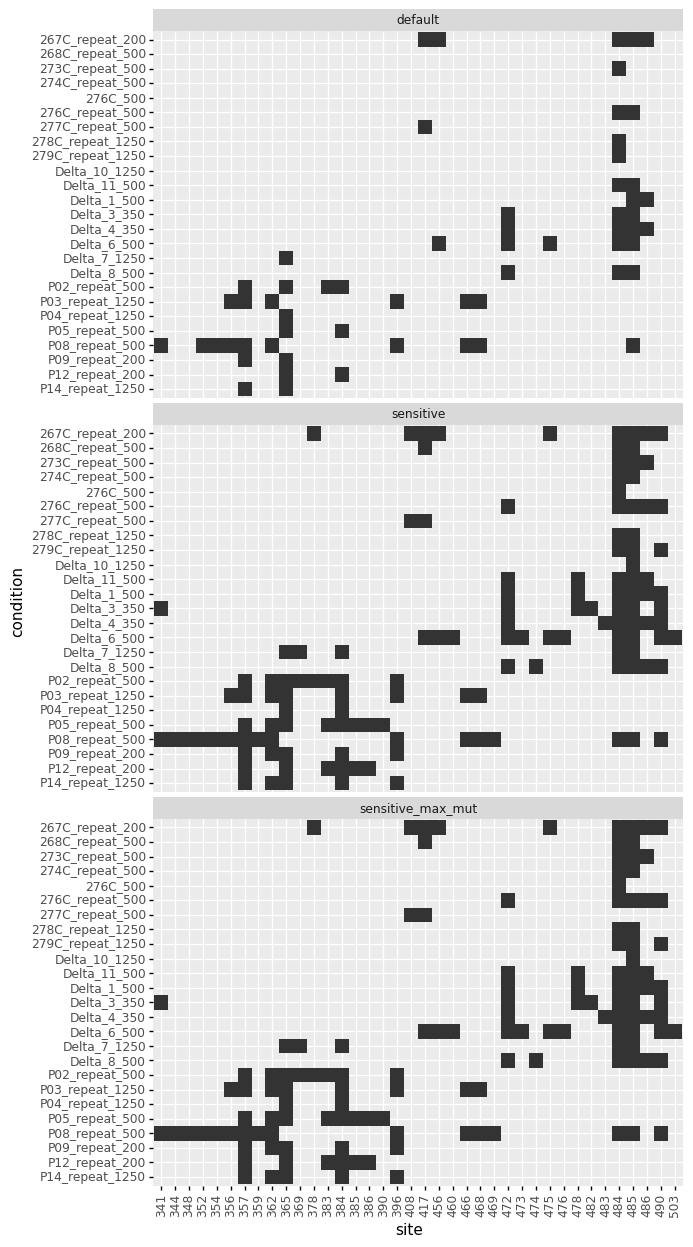 default
267C_repeat_200
268C_repeat_500
273C_repeat_500
274C_repeat_500
276C_500
276C_repeat_500
277C_repeat_500
278C_repeat_1250
279C_repeat_1250
Delta_10_1250
Delta_11_500
Delta_1_500
Delta_3_350
Delta_4_350
Delta_6_500
Delta_7_1250
Delta_8_500
P02_repeat_500
P03_repeat_1250
P04_repeat_1250
P05_repeat_500
P08_repeat_500
P09_repeat_200
P12_repeat_200
P14_repeat_1250
sensitive
267C_repeat_200
268C_repeat_500
273C_repeat_500
274C_repeat_500
276C_500
276C_repeat_500
277C_repeat_500
278C_repeat_1250
279C_repeat_1250
Delta_10_1250
Delta_11_500
Delta_1_500
Delta_3_350
Delta_4_350
Delta_6_500
Delta_7_1250
Delta_8_500
P02_repeat_500
P03_repeat_1250
P04_repeat_1250
P05_repeat_500
P08_repeat_500
P09_repeat_200
P12_repeat_200
P14_repeat_1250
condition
sensitive_max_mut
267C_repeat_200
268C_repeat_500
273C_repeat_500
274C_repeat_500
276C_500
276C_repeat_500
277C_repeat_500
278C_repeat_1250
279C_repeat_1250
Delta_10_1250
Delta_11_500
Delta_1_500
Delta_3_350
Delta_4_350
Delta_6_500
Delta_7_1250
Delta_8_500
P02_repeat_500
P03_repeat_1250
P04_repeat_1250
P05_repeat_500
P08_repeat_500
P09_repeat_200
P12_repeat_200
P14_repeat_1250
341 344 348 352 354 356 357 359 362 365 369 378 383 384 385 386 390 396 408 417 456 460 466 468 469 472 473 474 475 476 478 482 483 484 485 486 490 503
site